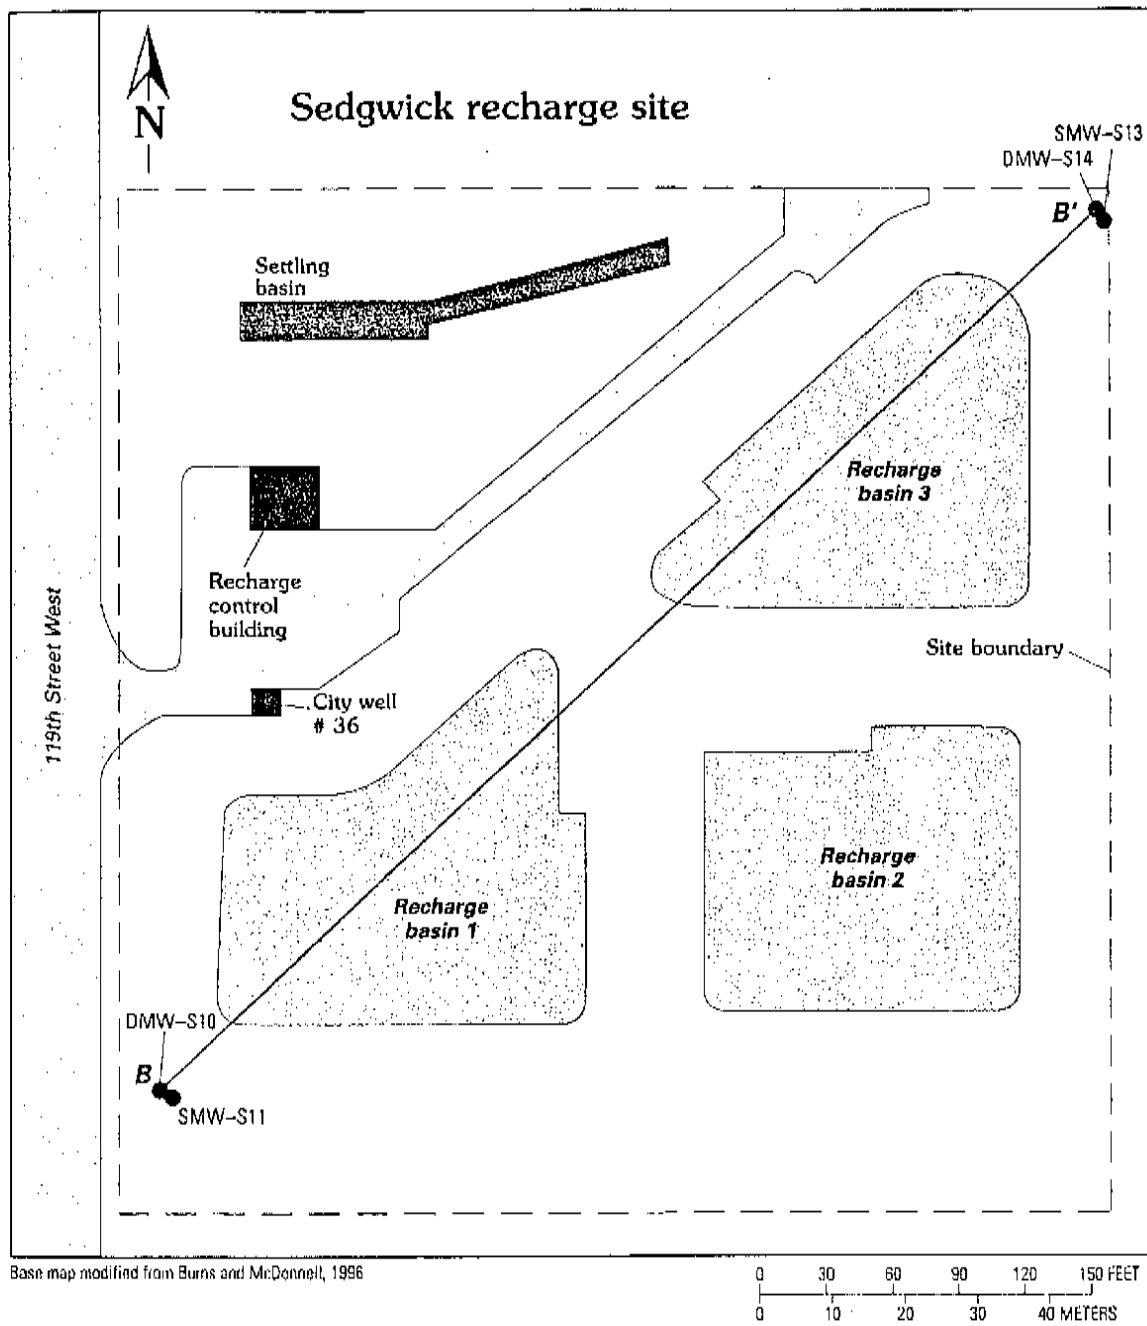 N
Sedgwick recharge site
SMW-S13
DMW-S14
B'
Settling
basin
Recharge
basin 3
Recharge
control
building
119th Street West
Site boundary
City well
# 36
Recharge
basin 2
Recharge
basin 1
DMW-S10
B
SMW-S11
Base map modified from Burns and McDonnell, 1996
0 30 60 90 120 150 FEET
0 10 20 30 40 METERS